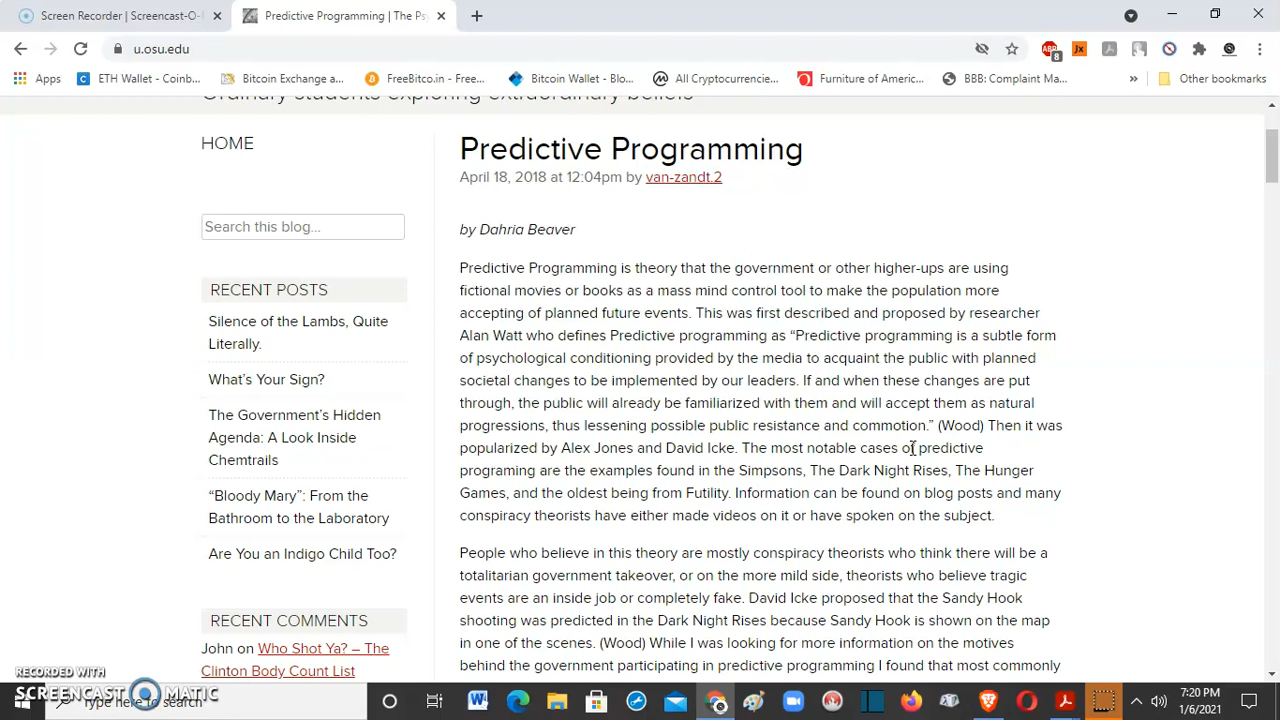 Screen Recorder | Screencast-O-
Predictive Programming | The Ps
u.osu.edu
8
Jx
Apps
ETH Wallet - Coinb...
Bitcoin Exchange a...
FreeBitco.in - Free...
Bitcoin Wallet - Blo...
All Cryptocurrencie...
Furniture of Americ...
BBB: Complaint Ma...
»
Other bookmarks
Ordinary students exploring extraordinary beliefs
HOME
Search this blog...
RECENT POSTS
Silence of the Lambs, Quite
Literally.
What's Your Sign?
The Government's Hidden
Agenda: A Look Inside
Chemtrails
"Bloody Mary": From the
Bathroom to the Laboratory
Are You an Indigo Child Too?
RECENT COMMENTS
John on Who Shot Ya? – The
Clinton Body Count List
Predictive Programming
April 18, 2018 at 12:04pm by van-zandt.2
by Dahria Beaver
Predictive Programming is theory that the government or other higher-ups are using
fictional movies or books as a mass mind control tool to make the population more
accepting of planned future events. This was first described and proposed by researcher
Alan Watt who defines Predictive programming as "Predictive programming is a subtle form
of psychological conditioning provided by the media to acquaint the public with planned
societal changes to be implemented by our leaders. If and when these changes are put
through, the public will already be familiarized with them and will accept them as natural
progressions, thus lessening possible public resistance and commotion." (Wood) Then it was
popularized by Alex Jones and David Icke. The most notable cases of predictive
programing are the examples found in the Simpsons, The Dark Night Rises, The Hunger
Games, and the oldest being from Futility. Information can be found on blog posts and many
conspiracy theorists have either made videos on it or have spoken on the subject.
People who believe in this theory are mostly conspiracy theorists who think there will be a
totalitarian government takeover, or on the more mild side, theorists who believe tragic
events are an inside job or completely fake. David Icke proposed that the Sandy Hook
shooting was predicted in the Dark Night Rises because Sandy Hook is shown on the map
in one of the scenes. (Wood) While I was looking for more information on the motives
behind the government participating in predictive programming I found that most commonly
RECORDED WITH
SCREENCAST MATIC
Type here to search
7:20 PM
1/6/2021